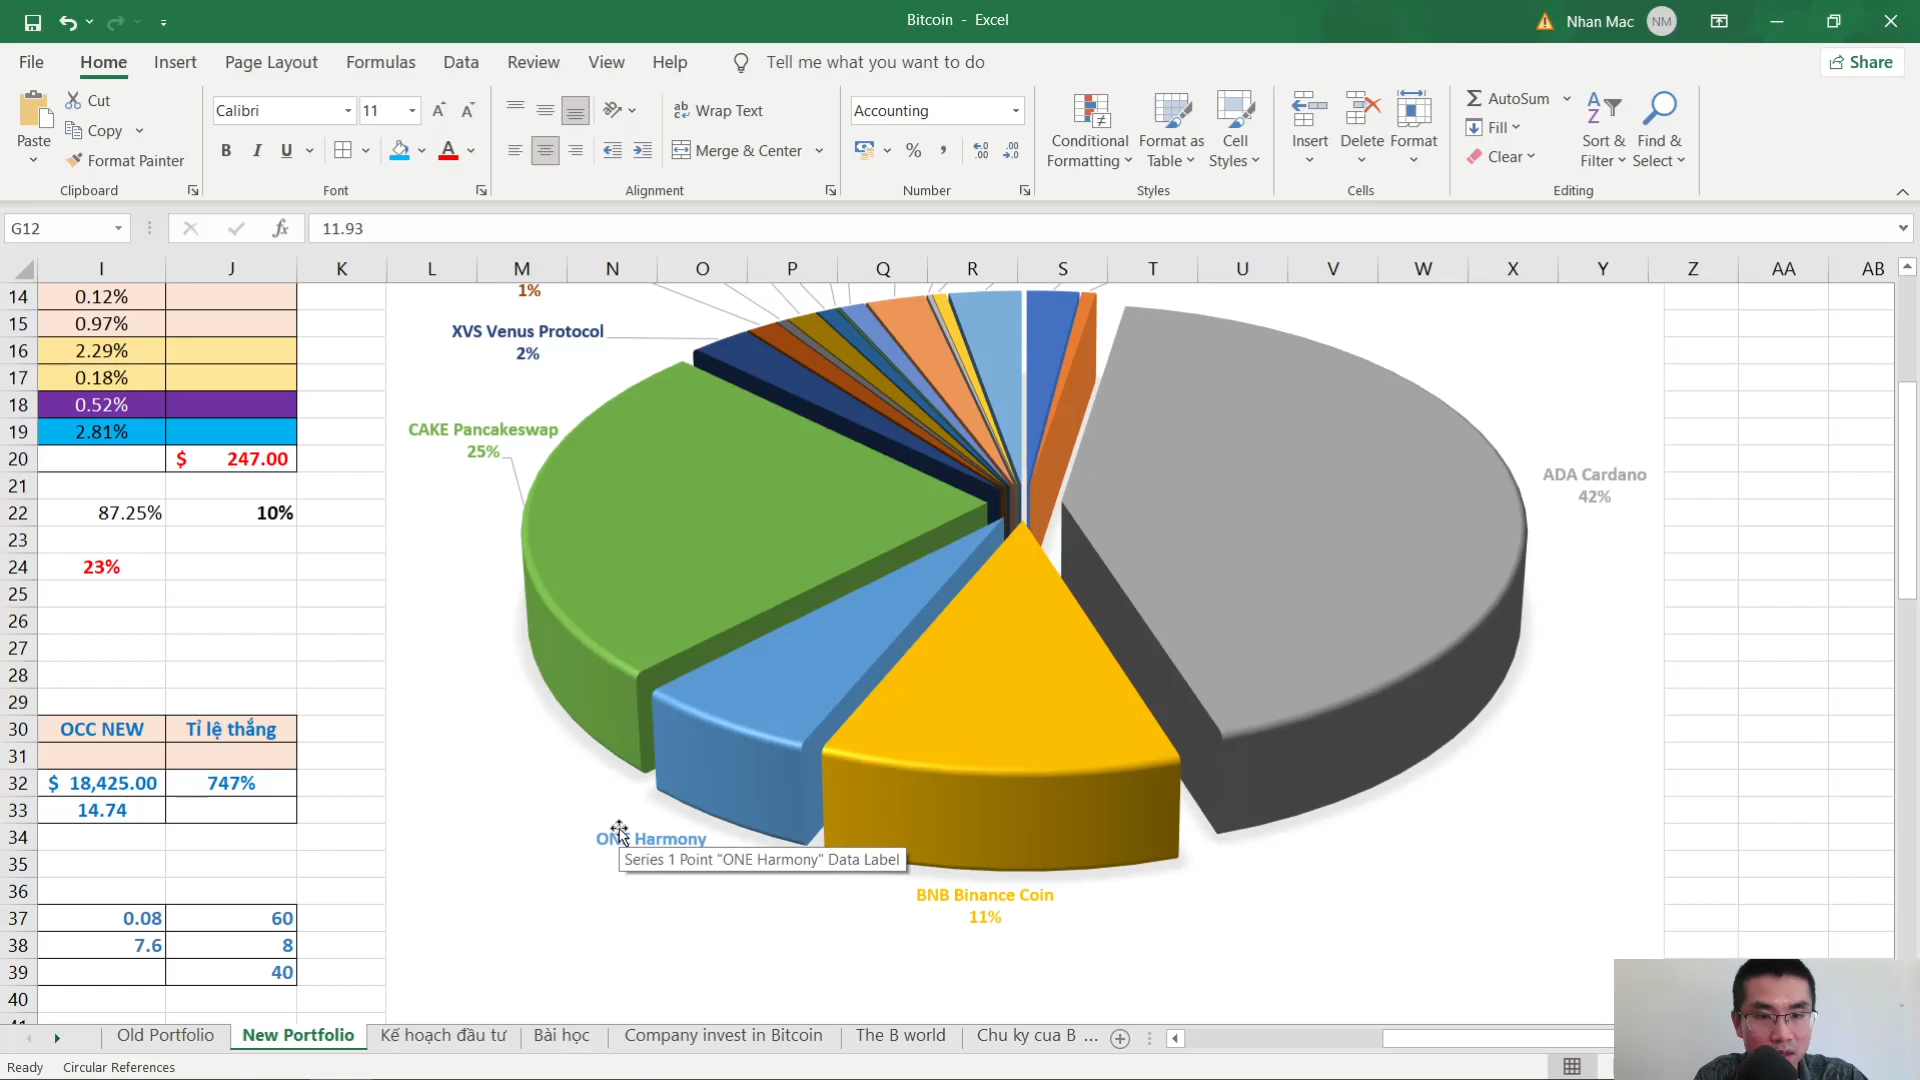 Bitcoin - Excel
Nhan Mac NM
File Home Insert Page Layout Formulas Data Review View Help Tell me what you want to do Share
Paste Cut
Copy
Format Painter
Clipboard
Calibri 11
B I U
Font
Wrap Text
Merge & Center
Alignment
Accounting
% ,
Number
Conditional Formatting
Format as Table
Cell Styles
Styles
Insert Delete Format
Cells
AutoSum
Fill
Clear
Sort & Filter
Find & Select
Editing
G12 fx 11.93
I J K L M N O P Q R S T U V W X Y Z AA AB
14 0.12%
15 0.97%
16 2.29%
17 0.18%
18 0.52%
19 2.81%
20 $ 247.00
21
22 87.25% 10%
23
24 23%
25
26
27
28
29
30 OCC NEW Tỉ lệ thắng
31
32 $ 18,425.00 747%
33 14.74
34
35
36
37 0.08 60
38 7.6 8
39 40
40
1%
XVS Venus Protocol
2%
CAKE Pancakeswap
25%
ADA Cardano
42%
ONE Harmony
Series 1 Point "ONE Harmony" Data Label
BNB Binance Coin
11%
Old Portfolio New Portfolio Kế hoạch đầu tư Bài học Company invest in Bitcoin The B world Chu ky cua B ...
Ready Circular References